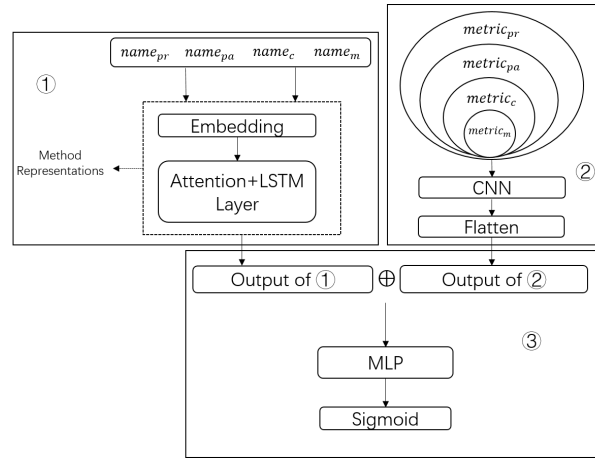 name_pr name_pa name_c name_m
①
Embedding
Attention+LSTM
Layer
Method
Representations
metric_pr
metric_pa
metric_c
metric_m
②
CNN
Flatten
Output of ① ⊕ Output of ②
③
MLP
Sigmoid